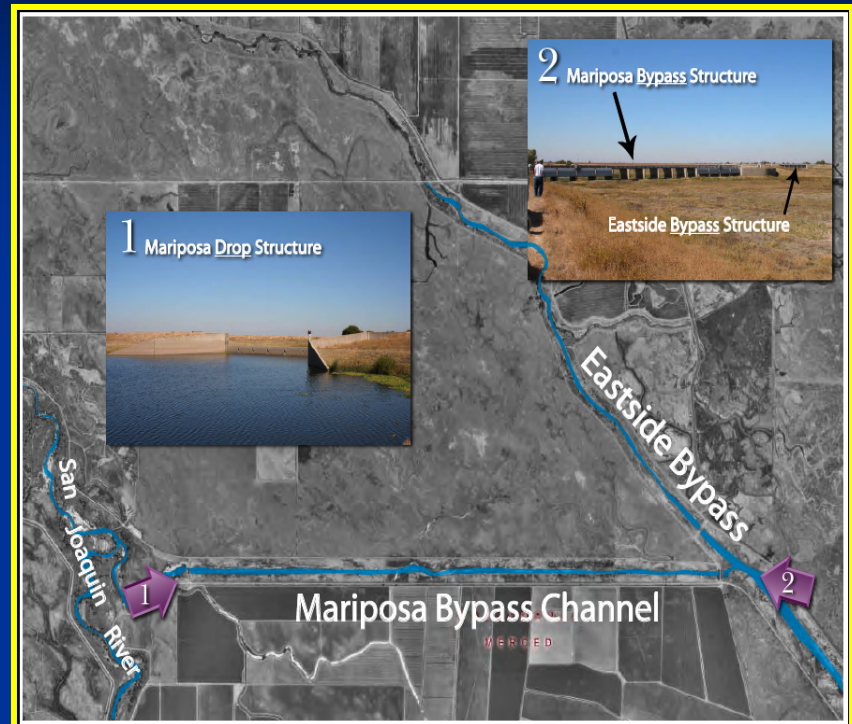 2 Mariposa Bypass Structure
Eastside Bypass Structure
1 Mariposa Drop Structure
Eastside Bypass
San
Joaquin
River
1
2
Mariposa Bypass Channel
MERCED